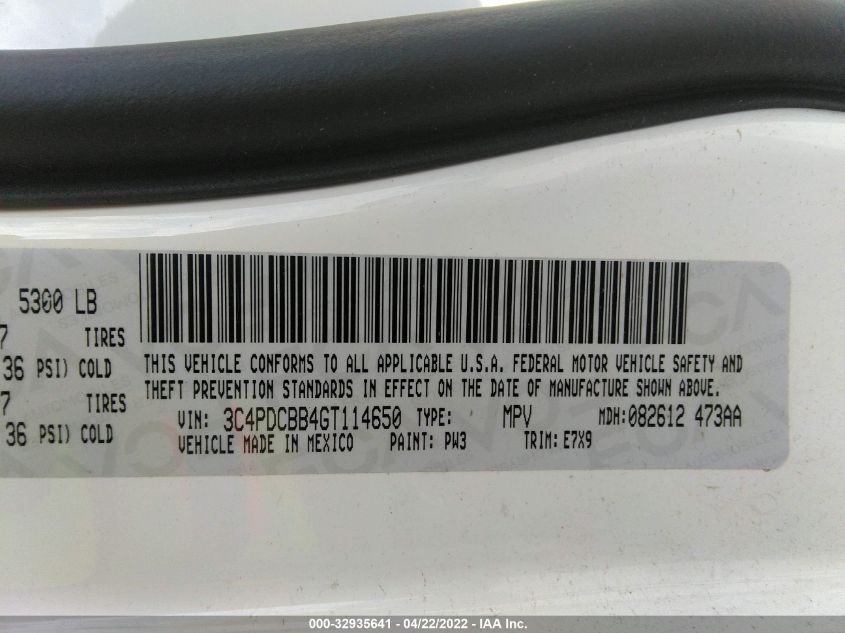 5300 LB
7 TIRES
36 PSI) COLD
7 TIRES
36 PSI) COLD
THIS VEHICLE CONFORMS TO ALL APPLICABLE U.S.A. FEDERAL MOTOR VEHICLE SAFETY AND
THEFT PREVENTION STANDARDS IN EFFECT ON THE DATE OF MANUFACTURE SHOWN ABOVE.
VIN: 3C4PDCBB4GT114650 TYPE: MPV MDH:082612 473AA
VEHICLE MADE IN MEXICO PAINT: PW3 TRIM: E7X9
000-32935641 - 04/22/2022 - IAA Inc.